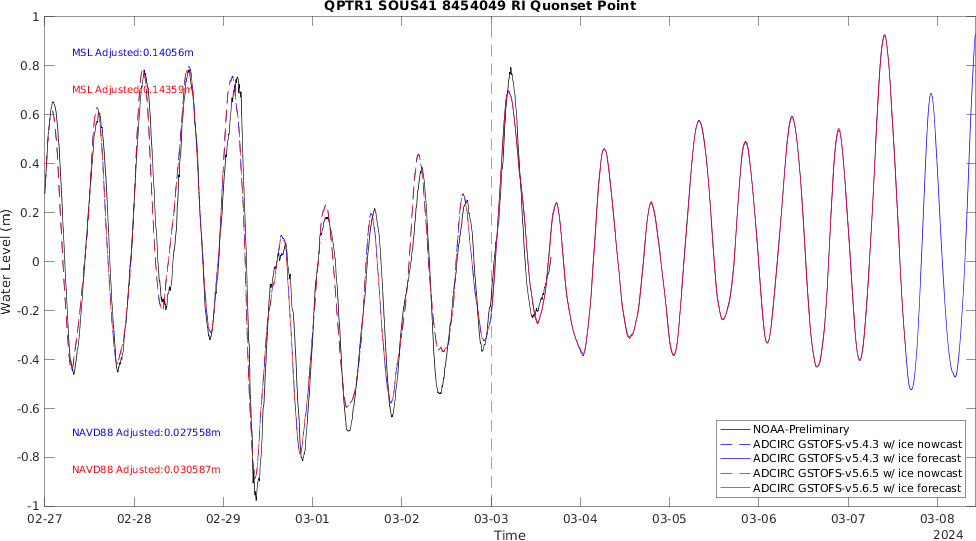 QPTR1 SOUS41 8454049 RI Quonset Point
1
0.8
0.6
0.4
0.2
0
-0.2
-0.4
-0.6
-0.8
-1
Water Level (m)
MSL Adjusted:0.14056m
MSL Adjusted:0.14359m
NAVD88 Adjusted:0.027558m
NAVD88 Adjusted:0.030587m
NOAA-Preliminary
ADCIRC GSTOFS-v5.4.3 w/ ice nowcast
ADCIRC GSTOFS-v5.4.3 w/ ice forecast
ADCIRC GSTOFS-v5.6.5 w/ ice nowcast
ADCIRC GSTOFS-v5.6.5 w/ ice forecast
02-27 02-28 02-29 03-01 03-02 03-03 03-04 03-05 03-06 03-07 03-08
Time
2024